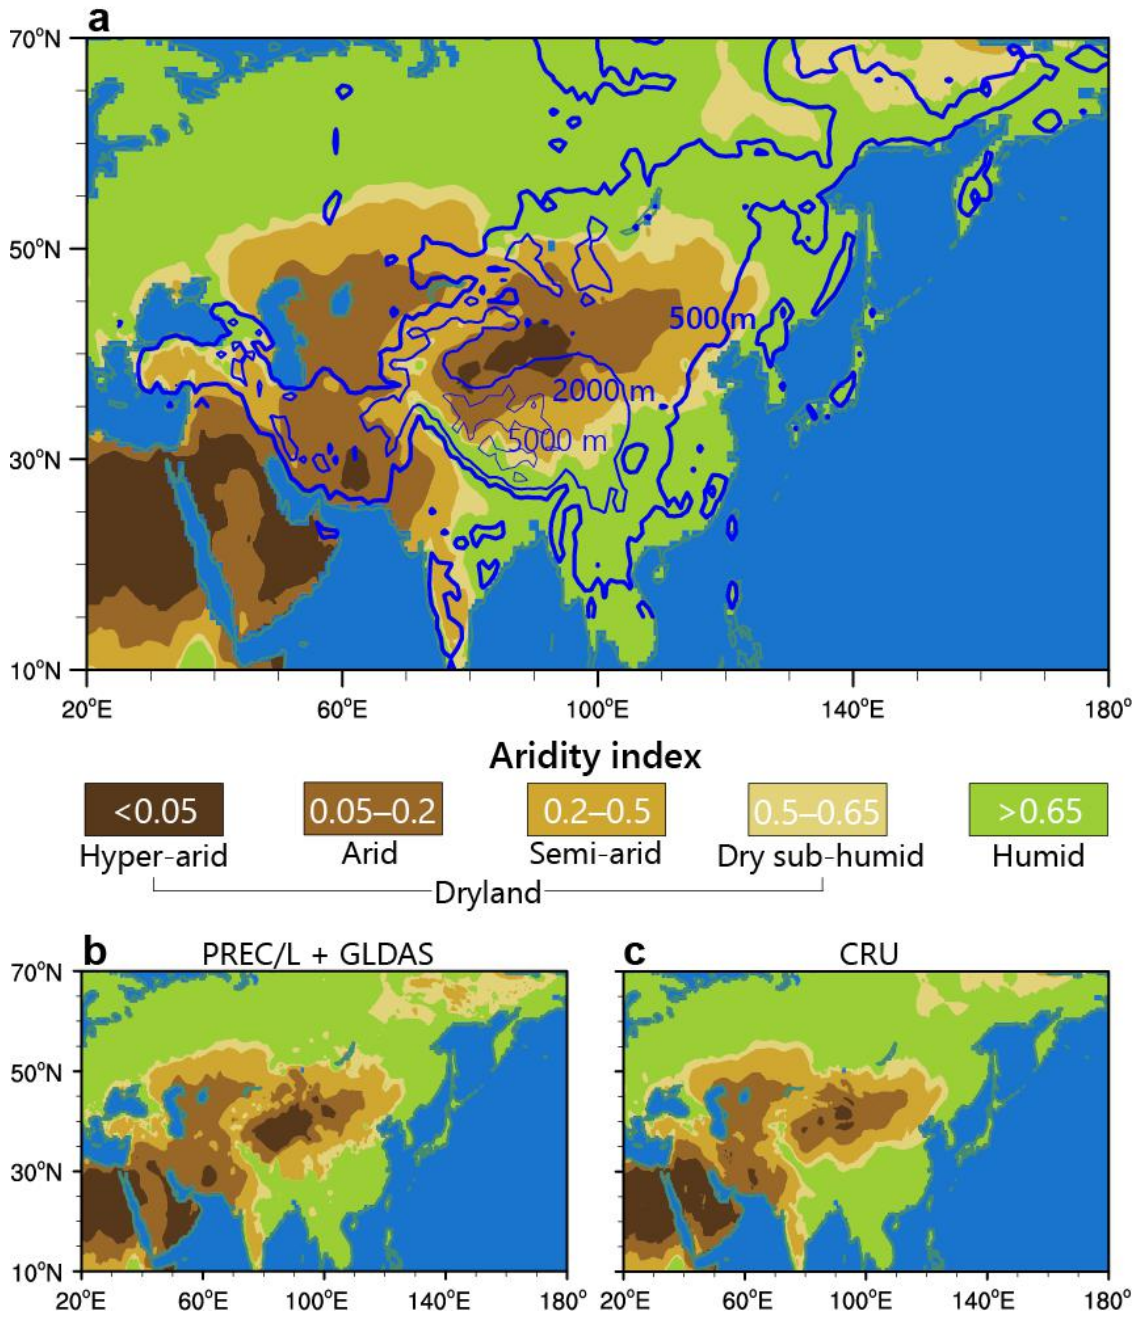 a
70°N
50°N
30°N
10°N
500 m
2000 m
5000 m
20°E 60°E 100°E 140°E 180°
Aridity index
<0.05 0.05–0.2 0.2–0.5 0.5–0.65 >0.65
Hyper-arid Arid Semi-arid Dry sub-humid Humid
Dryland
b PREC/L + GLDAS
70°N
50°N
30°N
10°N
20°E 60°E 100°E 140°E 180°
c CRU
20°E 60°E 100°E 140°E 180°